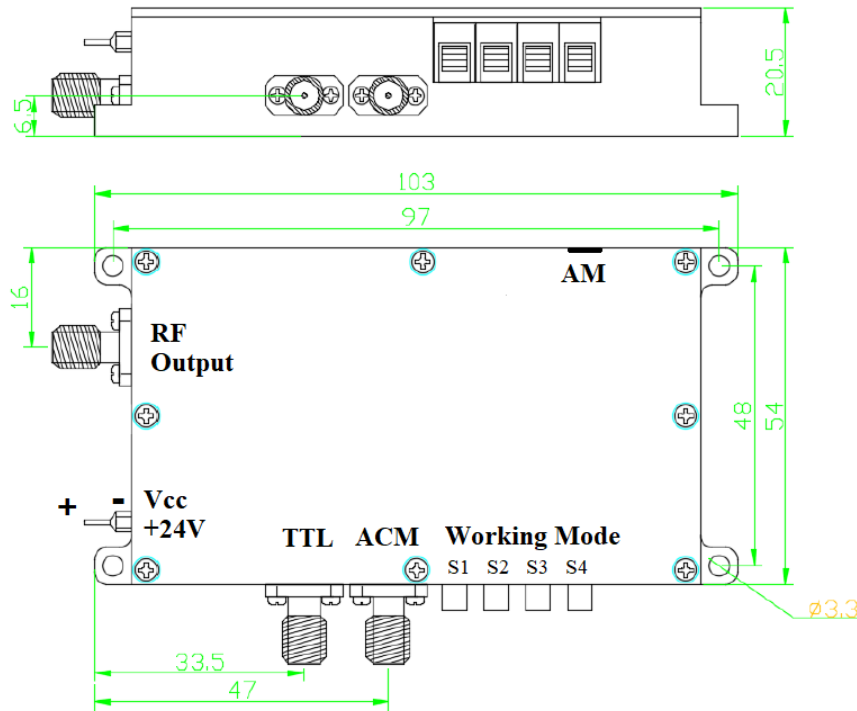 6,5
20,5
103
97
AM
16
RF
Output
48
54
+
-
Vcc
+24V
TTL
ACM
Working Mode
S1
S2
S3
S4
ø3,3
33,5
47